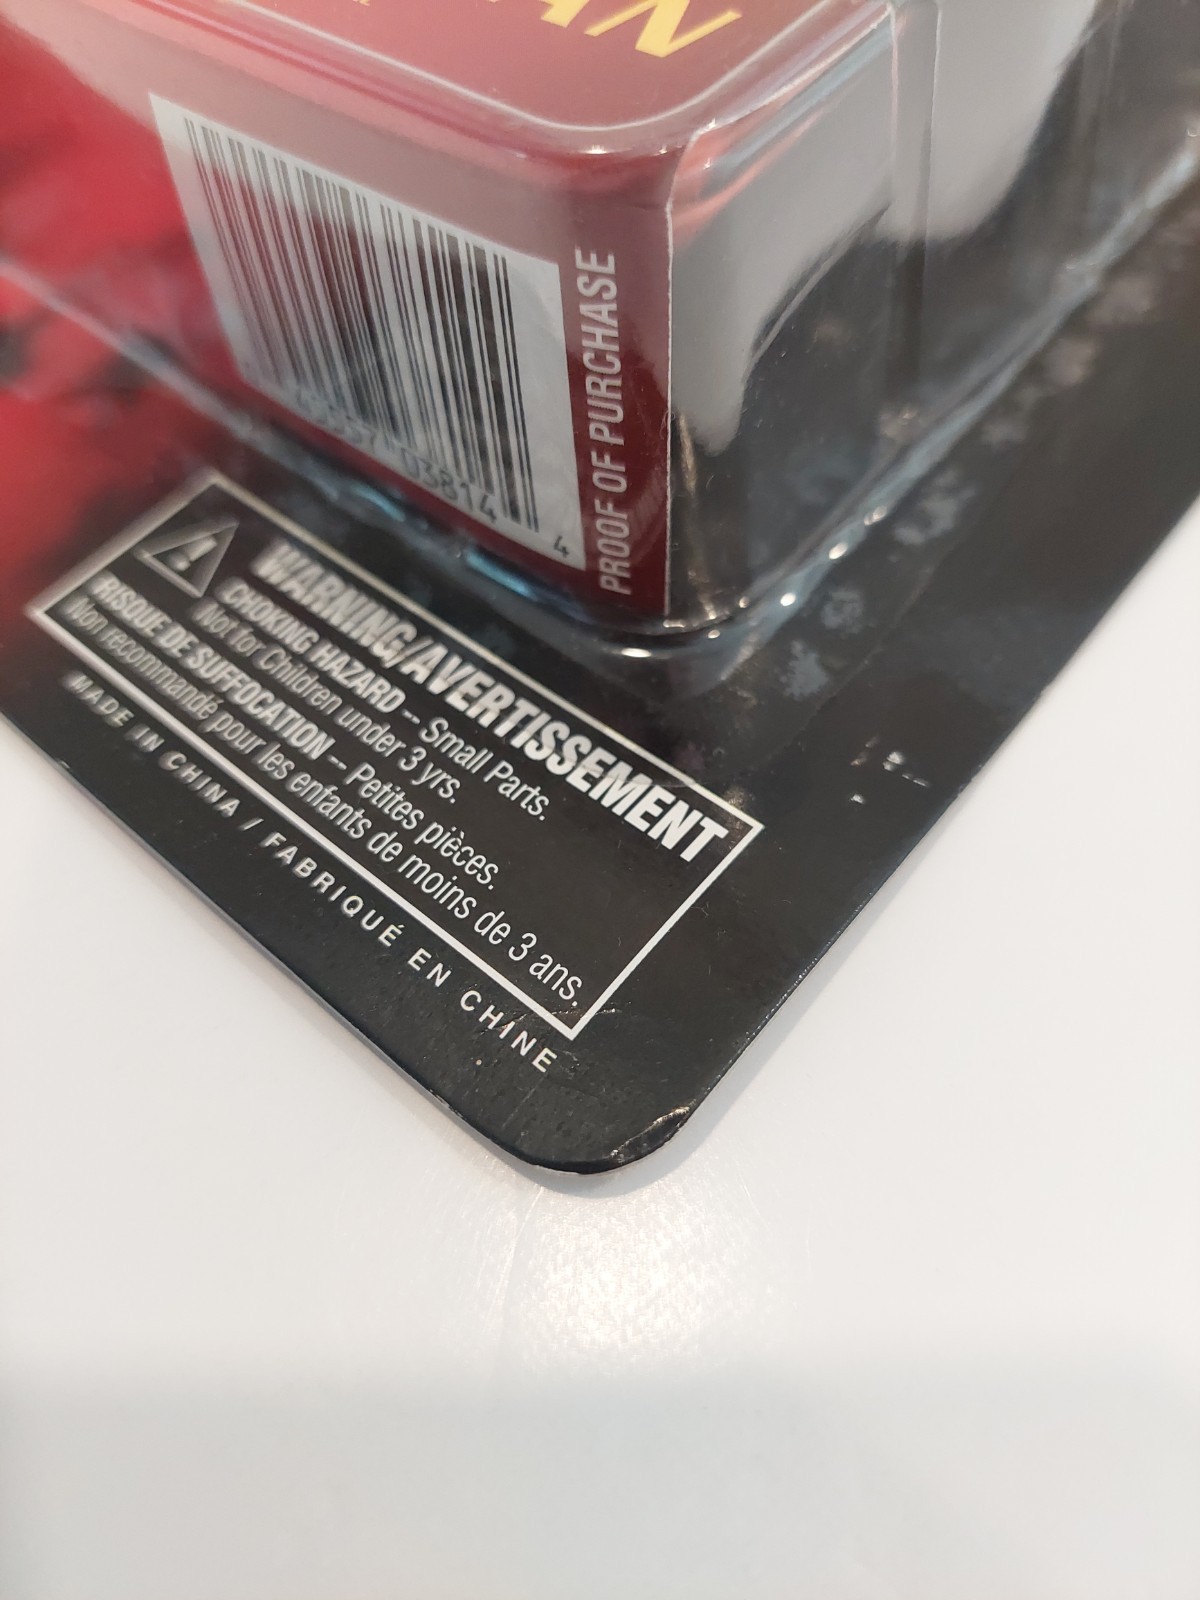 AN
03814
4
PROOF OF PURCHASE
WARNING/AVERTISSEMENT
CHOKING HAZARD -- Small Parts.
Not for Children under 3 yrs.
RISQUE DE SUFFOCATION -- Petites pièces.
Non recommandé pour les enfants de moins de 3 ans.
MADE IN CHINA / FABRIQUÉ EN CHINE